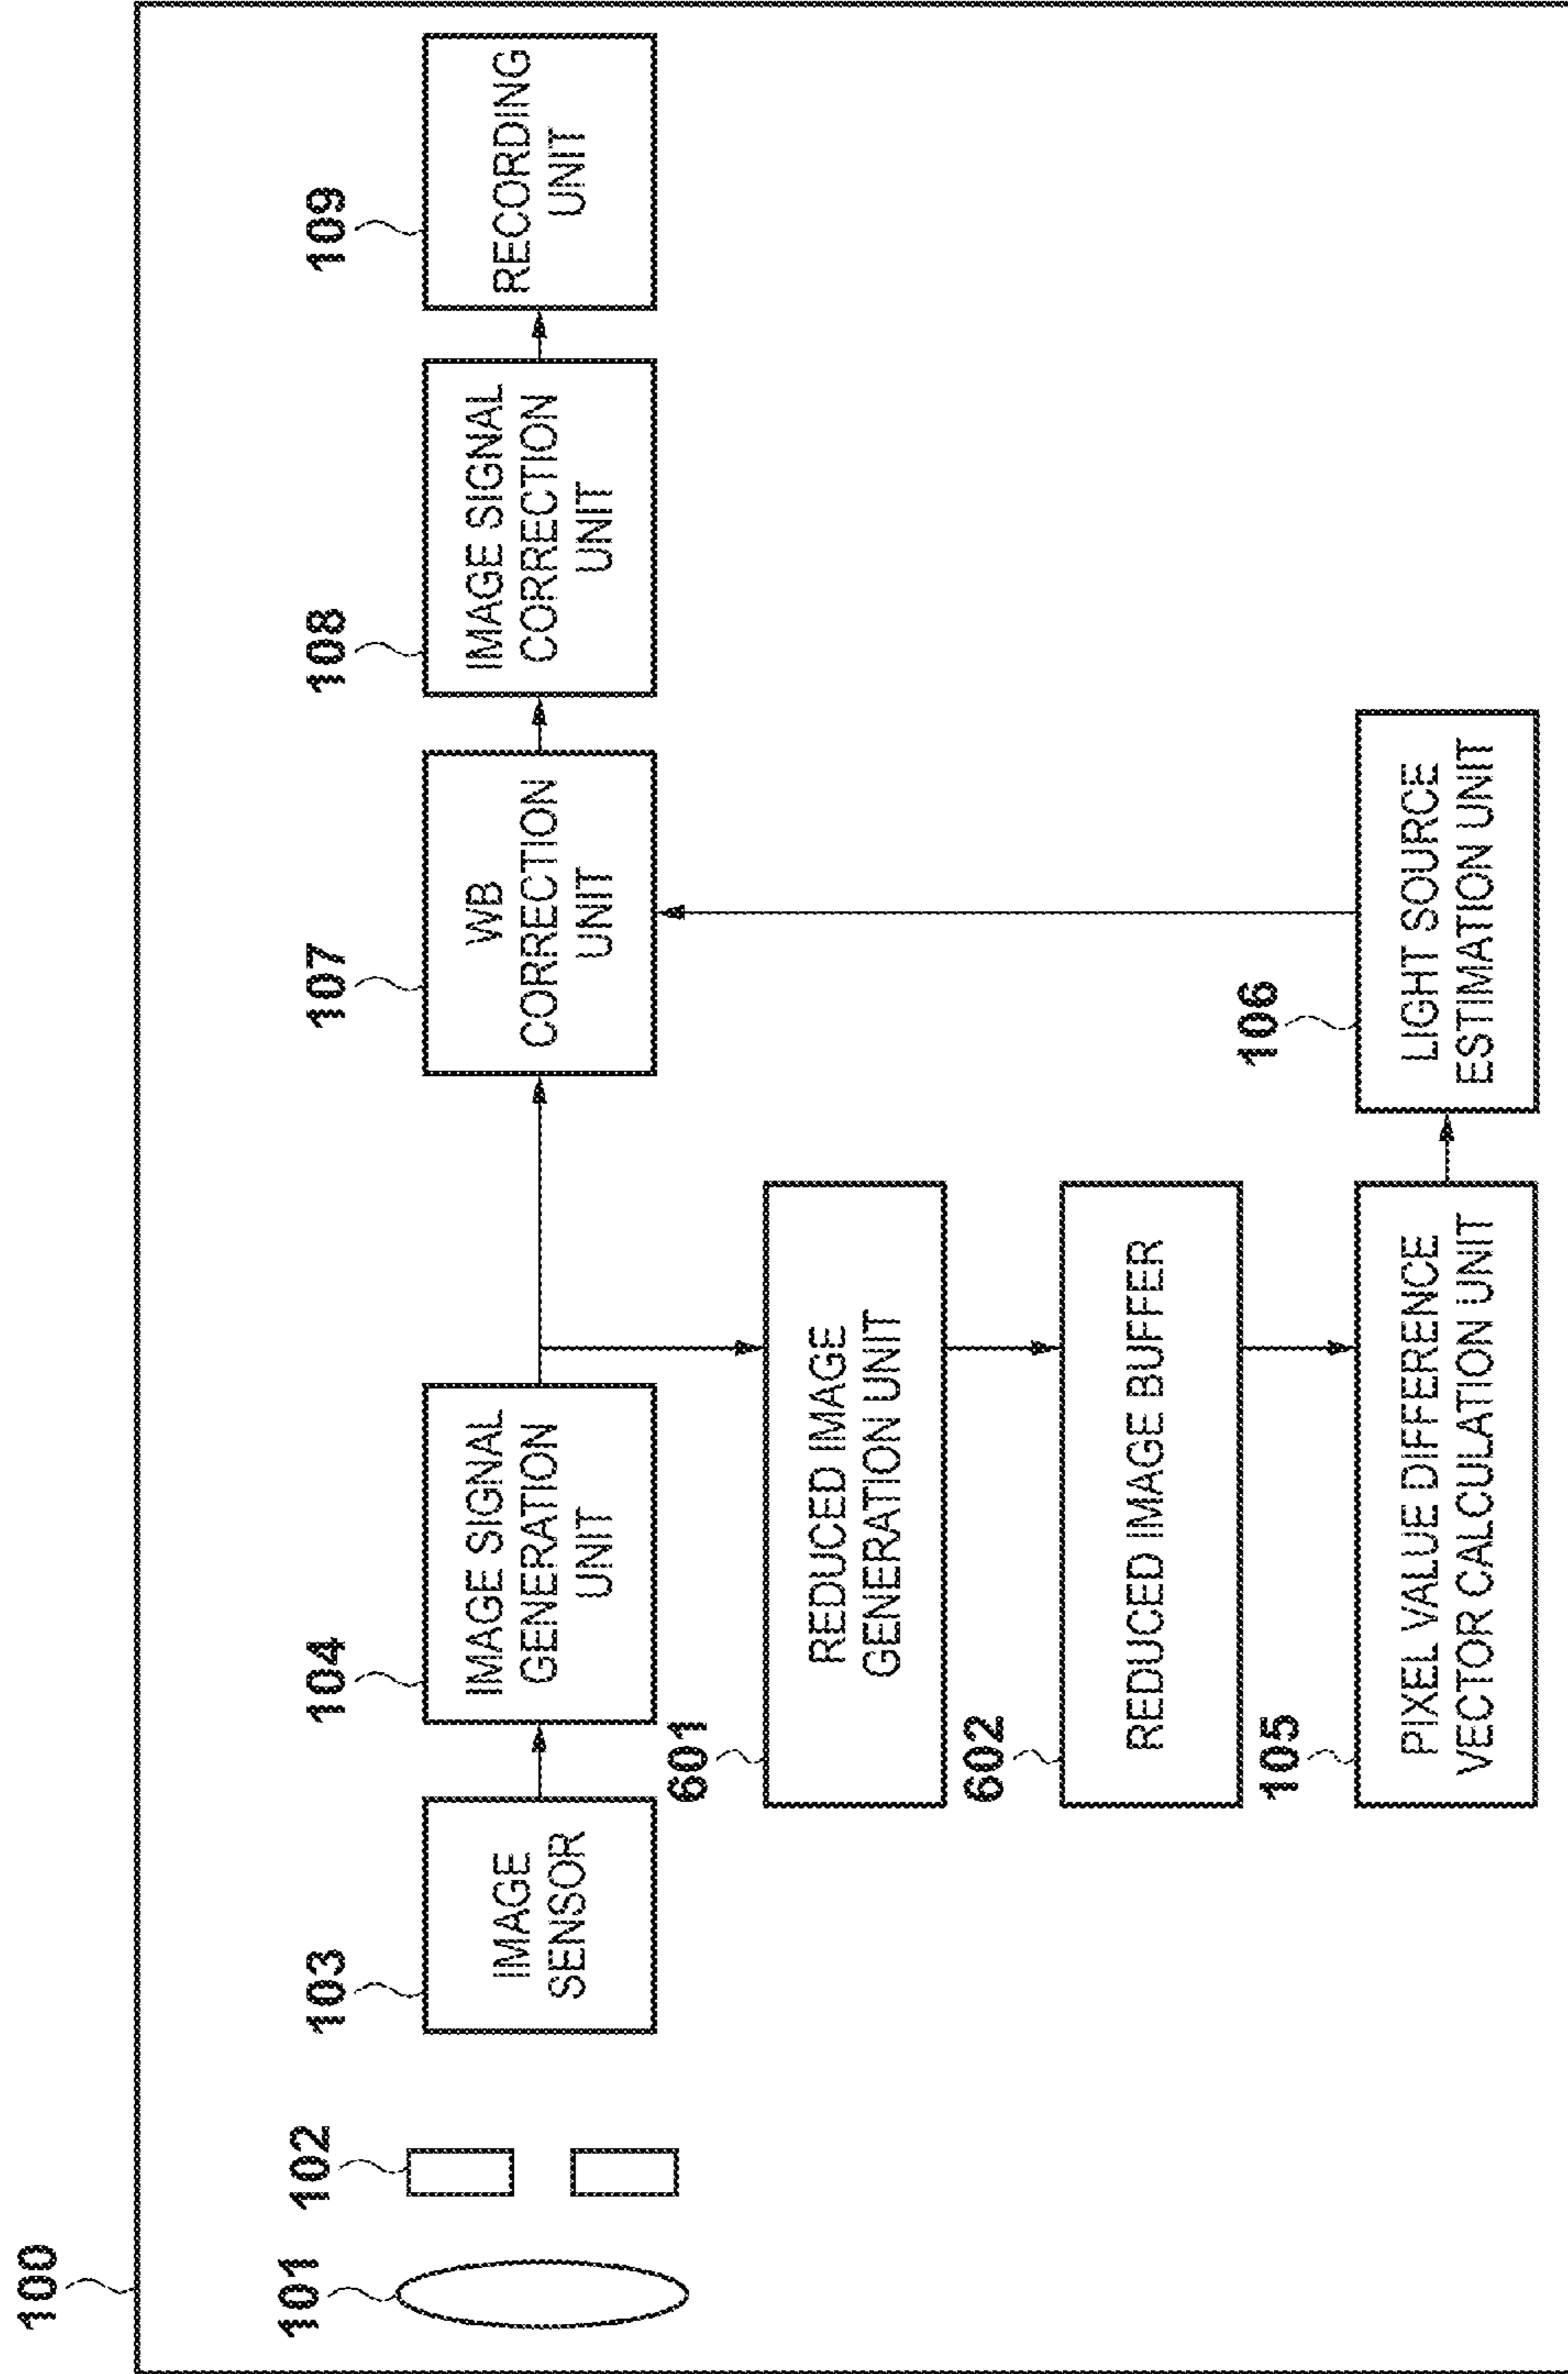 100
101
102
103
IMAGE
SENSOR
104
IMAGE SIGNAL
GENERATION
UNIT
107
WB
CORRECTION
UNIT
108
IMAGE SIGNAL
CORRECTION
UNIT
109
RECORDING
UNIT
601
REDUCED IMAGE
GENERATION UNIT
602
REDUCED IMAGE BUFFER
105
PIXEL VALUE DIFFERENCE
VECTOR CALCULATION UNIT
106
LIGHT SOURCE
ESTIMATION UNIT